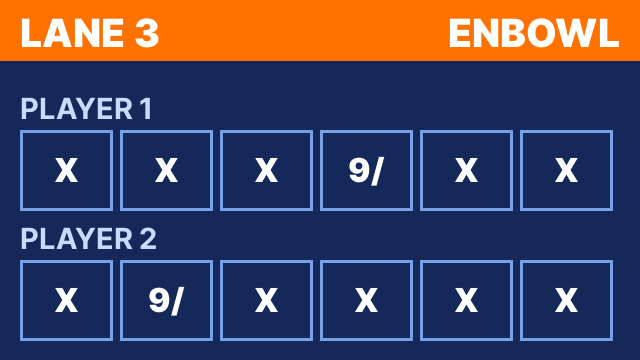 LANE 3 ENBOWL
PLAYER 1
X X X 9/ X X
PLAYER 2
X 9/ X X X X